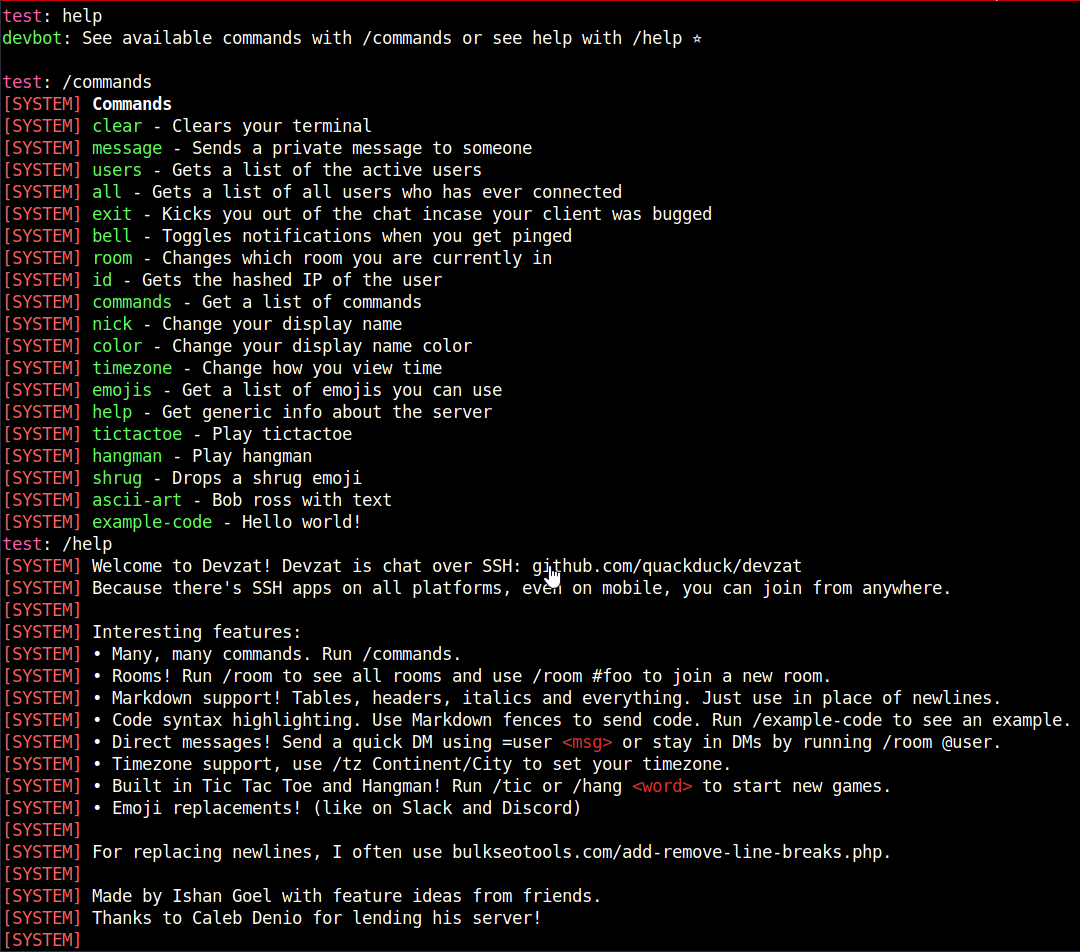 test: help
devbot: See available commands with /commands or see help with /help ⭐
test: /commands
[SYSTEM] Commands
[SYSTEM] clear - Clears your terminal
[SYSTEM] message - Sends a private message to someone
[SYSTEM] users - Gets a list of the active users
[SYSTEM] all - Gets a list of all users who has ever connected
[SYSTEM] exit - Kicks you out of the chat incase your client was bugged
[SYSTEM] bell - Toggles notifications when you get pinged
[SYSTEM] room - Changes which room you are currently in
[SYSTEM] id - Gets the hashed IP of the user
[SYSTEM] commands - Get a list of commands
[SYSTEM] nick - Change your display name
[SYSTEM] color - Change your display name color
[SYSTEM] timezone - Change how you view time
[SYSTEM] emojis - Get a list of emojis you can use
[SYSTEM] help - Get generic info about the server
[SYSTEM] tictactoe - Play tictactoe
[SYSTEM] hangman - Play hangman
[SYSTEM] shrug - Drops a shrug emoji
[SYSTEM] ascii-art - Bob ross with text
[SYSTEM] example-code - Hello world!
test: /help
[SYSTEM] Welcome to Devzat! Devzat is chat over SSH: github.com/quackduck/devzat
[SYSTEM] Because there's SSH apps on all platforms, even on mobile, you can join from anywhere.
[SYSTEM]
[SYSTEM] Interesting features:
[SYSTEM] • Many, many commands. Run /commands.
[SYSTEM] • Rooms! Run /room to see all rooms and use /room #foo to join a new room.
[SYSTEM] • Markdown support! Tables, headers, italics and everything. Just use in place of newlines.
[SYSTEM] • Code syntax highlighting. Use Markdown fences to send code. Run /example-code to see an example.
[SYSTEM] • Direct messages! Send a quick DM using =user <msg> or stay in DMs by running /room @user.
[SYSTEM] • Timezone support, use /tz Continent/City to set your timezone.
[SYSTEM] • Built in Tic Tac Toe and Hangman! Run /tic or /hang <word> to start new games.
[SYSTEM] • Emoji replacements! (like on Slack and Discord)
[SYSTEM]
[SYSTEM] For replacing newlines, I often use bulkseotools.com/add-remove-line-breaks.php.
[SYSTEM]
[SYSTEM] Made by Ishan Goel with feature ideas from friends.
[SYSTEM] Thanks to Caleb Denio for lending his server!
[SYSTEM]